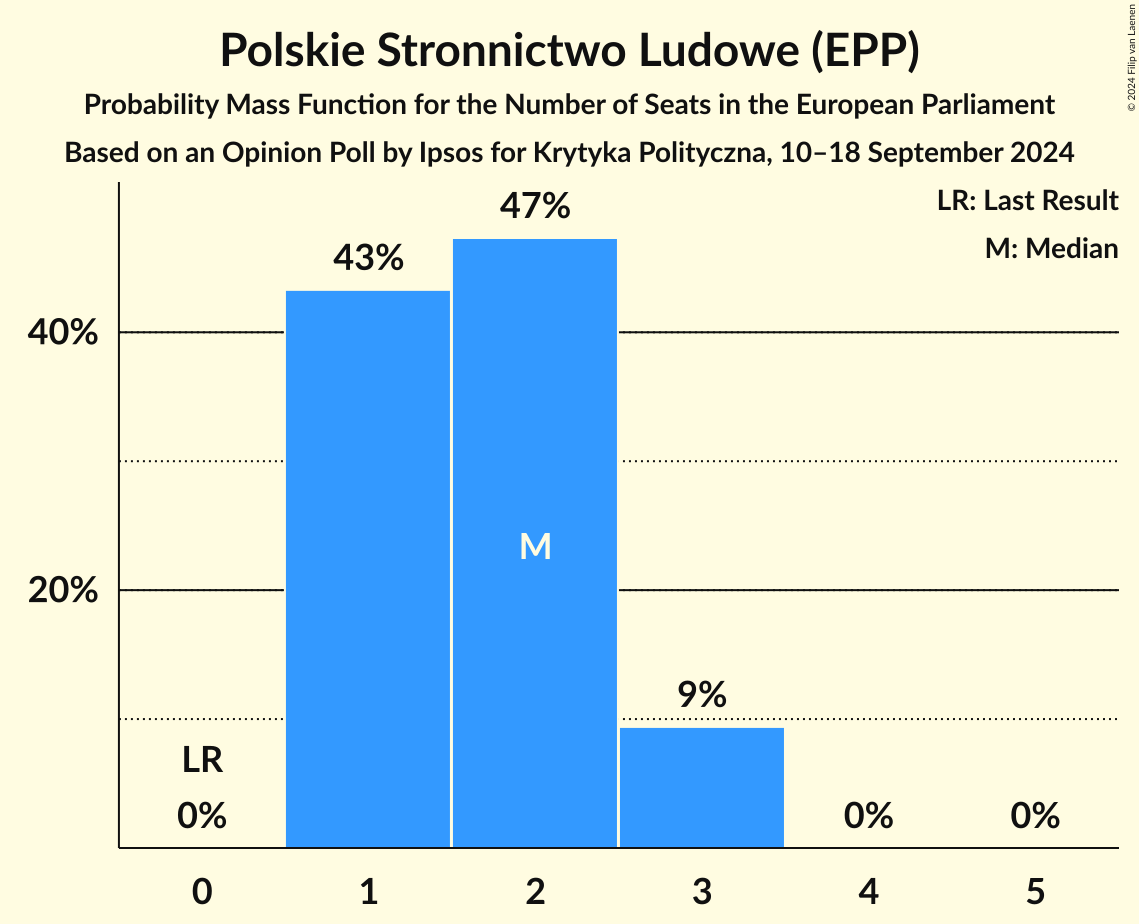 Polskie Stronnictwo Ludowe (EPP)
Probability Mass Function for the Number of Seats in the European Parliament
Based on an Opinion Poll by Ipsos for Krytyka Polityczna, 10–18 September 2024
© 2024 Filip van Laenen
LR: Last Result
M: Median
47%
43%
40%
M
20%
9%
LR
0%
0%
0%
0
1
2
3
4
5